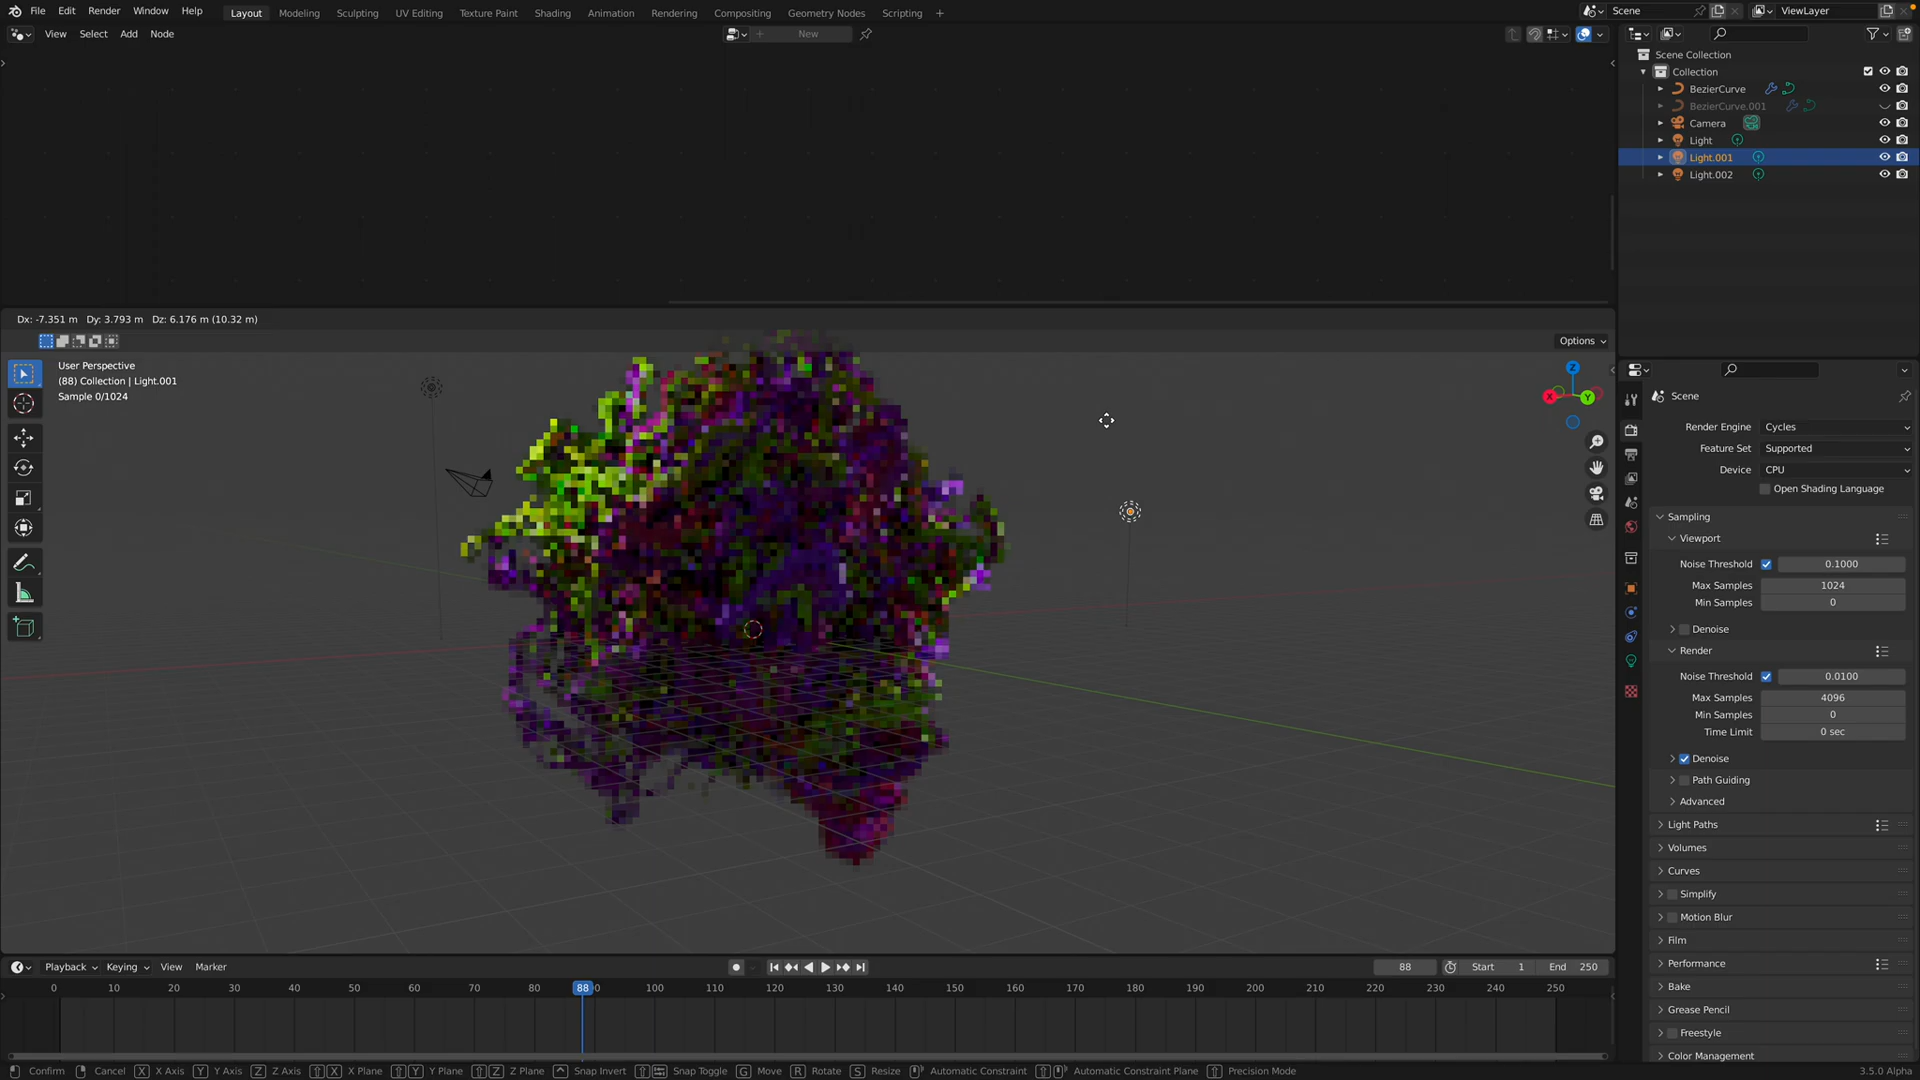 File Edit Render Window Help Layout Modeling Sculpting UV Editing Texture Paint Shading Animation Rendering Compositing Geometry Nodes Scripting + Scene ViewLayer
View Select Add Node New
Scene Collection
Collection
BezierCurve
BezierCurve.001
Camera
Light
Light.001
Light.002
Dx: -7.351 m Dy: 3.793 m Dz: 6.176 m (10.32 m)
Options
User Perspective
(88) Collection | Light.001
Sample 0/1024
Z
X
Y
Scene
Render Engine Cycles
Feature Set Supported
Device CPU
Open Shading Language
Sampling
Viewport
Noise Threshold 0.1000
Max Samples 1024
Min Samples 0
Denoise
Render
Noise Threshold 0.0100
Max Samples 4096
Min Samples 0
Time Limit 0 sec
Denoise
Path Guiding
Advanced
Light Paths
Volumes
Curves
Simplify
Motion Blur
Film
Performance
Bake
Grease Pencil
Freestyle
Color Management
Playback Keying View Marker 88 Start 1 End 250
0 10 20 30 40 50 60 70 80 88 0 100 110 120 130 140 150 160 170 180 190 200 210 220 230 240 250
Confirm Cancel X X Axis Y Y Axis Z Z Axis X X Plane Y Y Plane Z Z Plane Snap Invert Snap Toggle G Move R Rotate S Resize Automatic Constraint Automatic Constraint Plane Precision Mode 3.5.0 Alpha